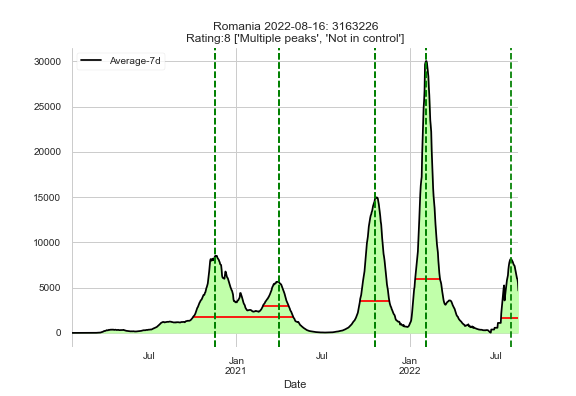 Romania 2022-08-16: 3163226
Rating:8 ['Multiple peaks', 'Not in control']
Average-7d
30000
25000
20000
15000
10000
5000
0
Jul
Jan
2021
Jul
Jan
2022
Jul
Date